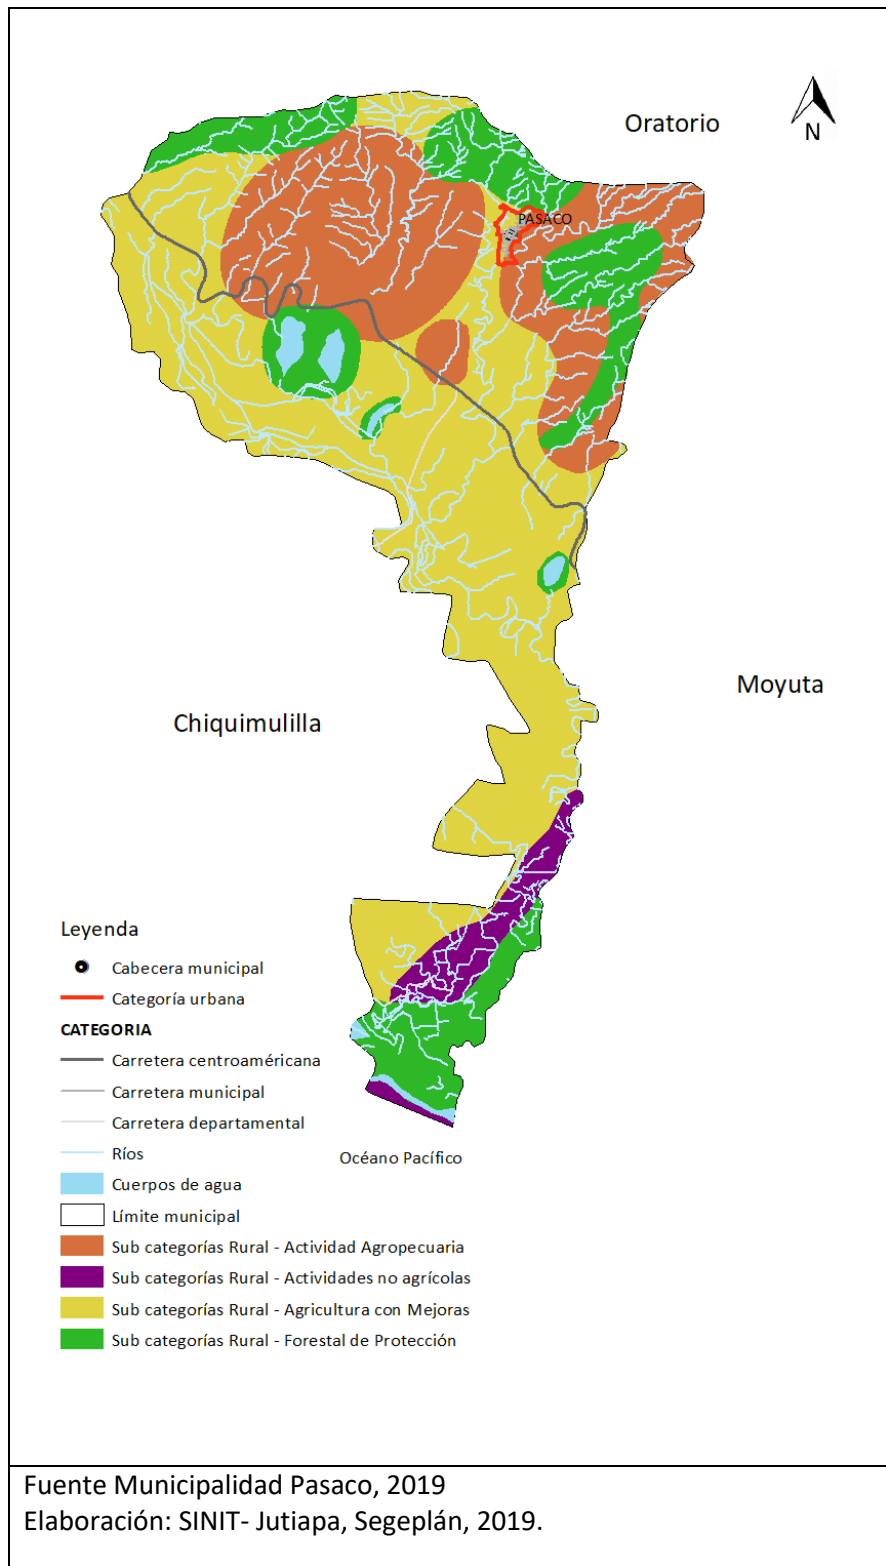 Oratorio
N
PASACO
Moyuta
Chiquimulilla
Leyenda
Cabecera municipal
Categoría urbana
CATEGORIA
Carretera centroaméricana
Carretera municipal
Carretera departamental
Ríos
Océano Pacífico
Cuerpos de agua
Límite municipal
Sub categorías Rural - Actividad Agropecuaria
Sub categorías Rural - Actividades no agrícolas
Sub categorías Rural - Agricultura con Mejoras
Sub categorías Rural - Forestal de Protección
Fuente Municipalidad Pasaco, 2019
Elaboración: SINIT- Jutiapa, Segeplán, 2019.